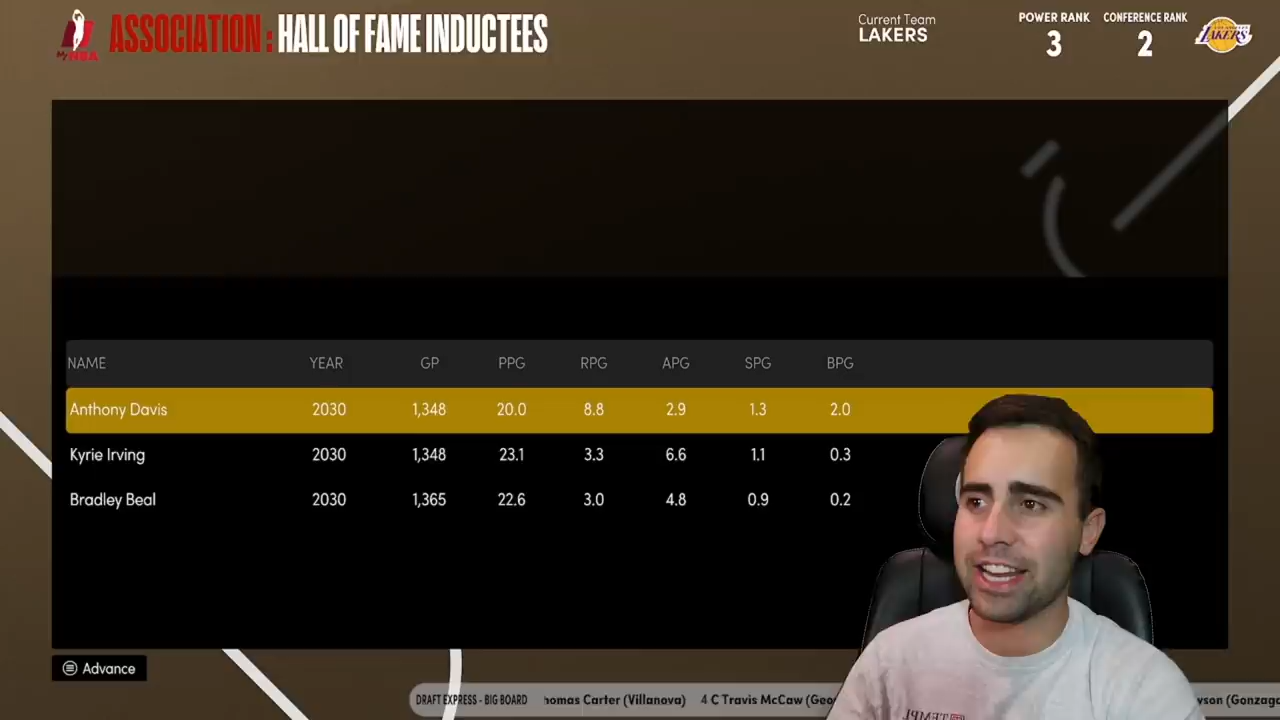 MyNBA
ASSOCIATION : HALL OF FAME INDUCTEES
Current Team
LAKERS
POWER RANK
3
CONFERENCE RANK
2
LAKERS
NAME YEAR GP PPG RPG APG SPG BPG
Anthony Davis 2030 1,348 20.0 8.8 2.9 1.3 2.0
Kyrie Irving 2030 1,348 23.1 3.3 6.6 1.1 0.3
Bradley Beal 2030 1,365 22.6 3.0 4.8 0.9 0.2
Advance
DRAFT EXPRESS - BIG BOARD homas Carter (Villanova) 4 C Travis McCaw (Geo